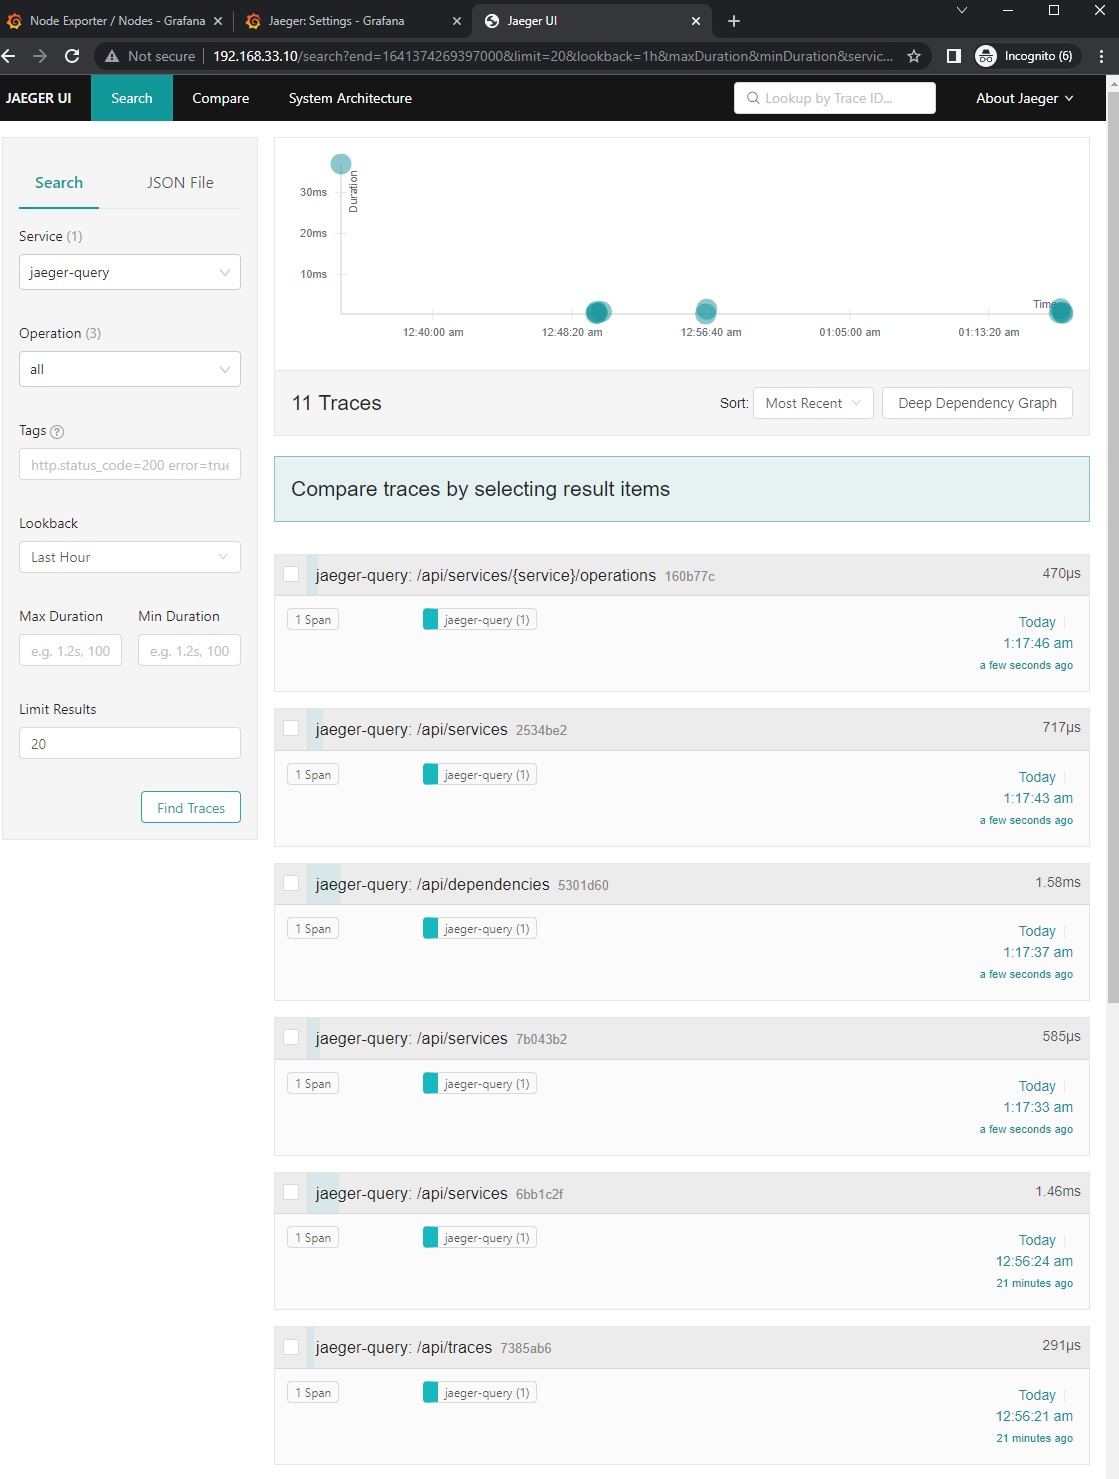 Node Exporter / Nodes - Grafana
Jaeger: Settings - Grafana
Jaeger UI
Not secure
192.168.33.10/search?end=1641374269397000&limit=20&lookback=1h&maxDuration&minDuration&servic...
Incognito (6)
JAEGER UI
Search
Compare
System Architecture
Lookup by Trace ID...
About Jaeger
Search
JSON File
Service (1)
jaeger-query
Operation (3)
all
Tags
http.status_code=200 error=true
Lookback
Last Hour
Max Duration
Min Duration
e.g. 1.2s, 100
e.g. 1.2s, 100
Limit Results
20
Find Traces
Duration
30ms
20ms
10ms
Time
12:40:00 am
12:48:20 am
12:56:40 am
01:05:00 am
01:13:20 am
11 Traces
Sort:
Most Recent
Deep Dependency Graph
Compare traces by selecting result items
jaeger-query: /api/services/{service}/operations 160b77c
470μs
1 Span
jaeger-query (1)
Today
1:17:46 am
a few seconds ago
jaeger-query: /api/services 2534be2
717μs
1 Span
jaeger-query (1)
Today
1:17:43 am
a few seconds ago
jaeger-query: /api/dependencies 5301d60
1.58ms
1 Span
jaeger-query (1)
Today
1:17:37 am
a few seconds ago
jaeger-query: /api/services 7b043b2
585μs
1 Span
jaeger-query (1)
Today
1:17:33 am
a few seconds ago
jaeger-query: /api/services 6bb1c2f
1.46ms
1 Span
jaeger-query (1)
Today
12:56:24 am
21 minutes ago
jaeger-query: /api/traces 7385ab6
291μs
1 Span
jaeger-query (1)
Today
12:56:21 am
21 minutes ago